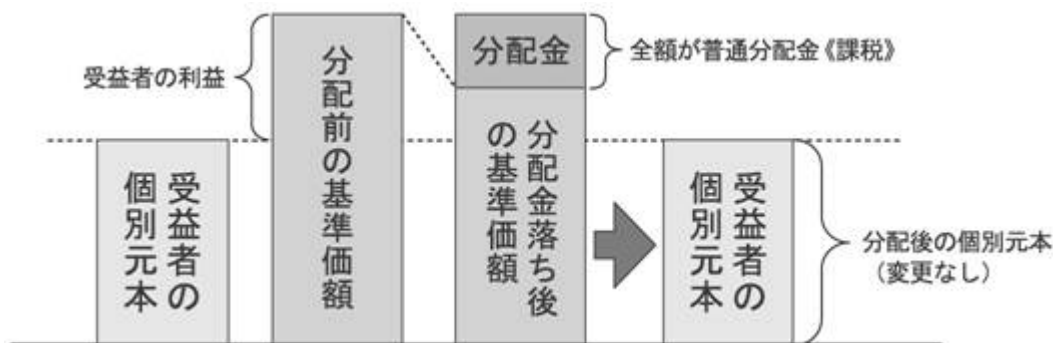 受益者の利益
受益者の
個別元本
分配前の基準価額
分配金
全額が普通分配金《課税》
分配金落ち後
の基準価額
受益者の
個別元本
分配後の個別元本
（変更なし）